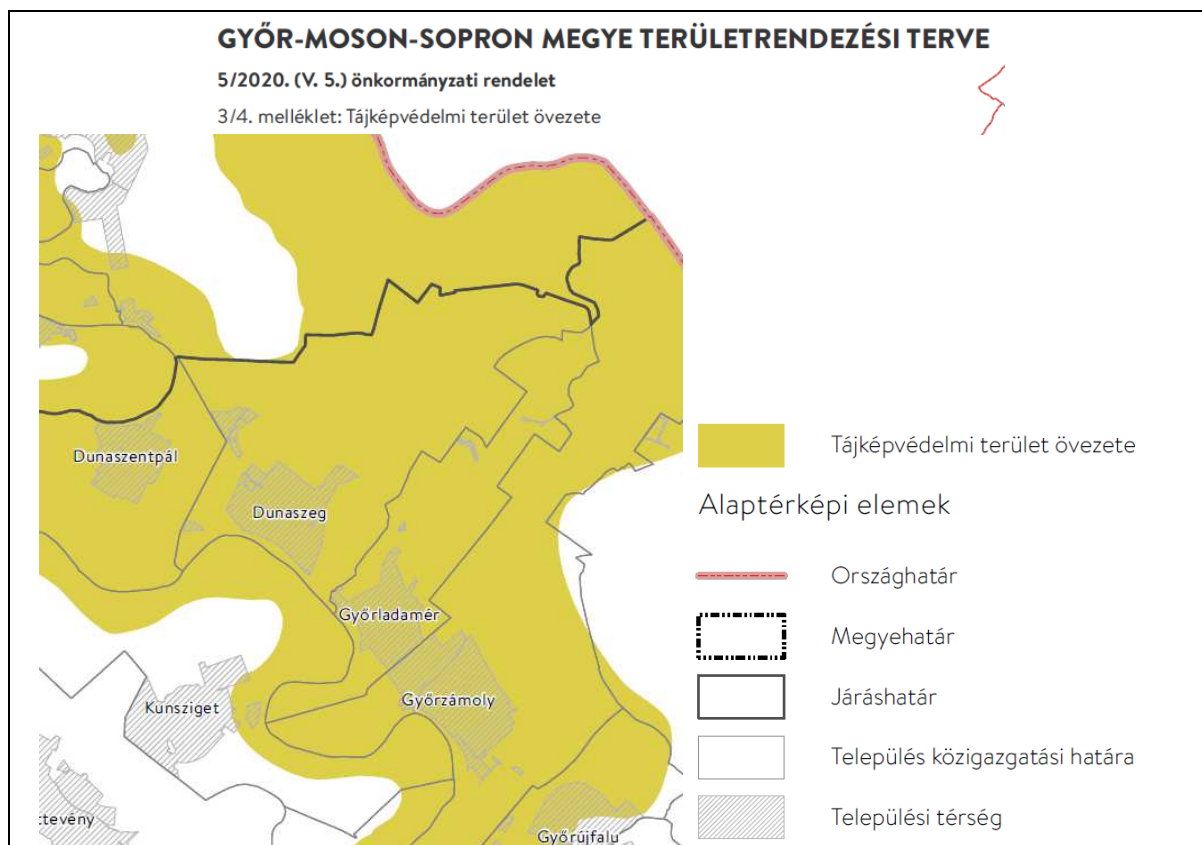 GYŐR-MOSON-SOPRON MEGYE TERÜLETRENDEZÉSI TERVE
5/2020. (V. 5.) önkormányzati rendelet
3/4. melléklet: Tájképvédelmi terület övezete
Dunaszentpál
Dunaszeg
Győrladamér
Kunsziget
Győrzámoly
ttevény
Győrújfalu
Tájképvédelmi terület övezete
Alaptérképi elemek
Országhatár
Megyehatár
Járáshatár
Település közigazgatási határa
Települési térség